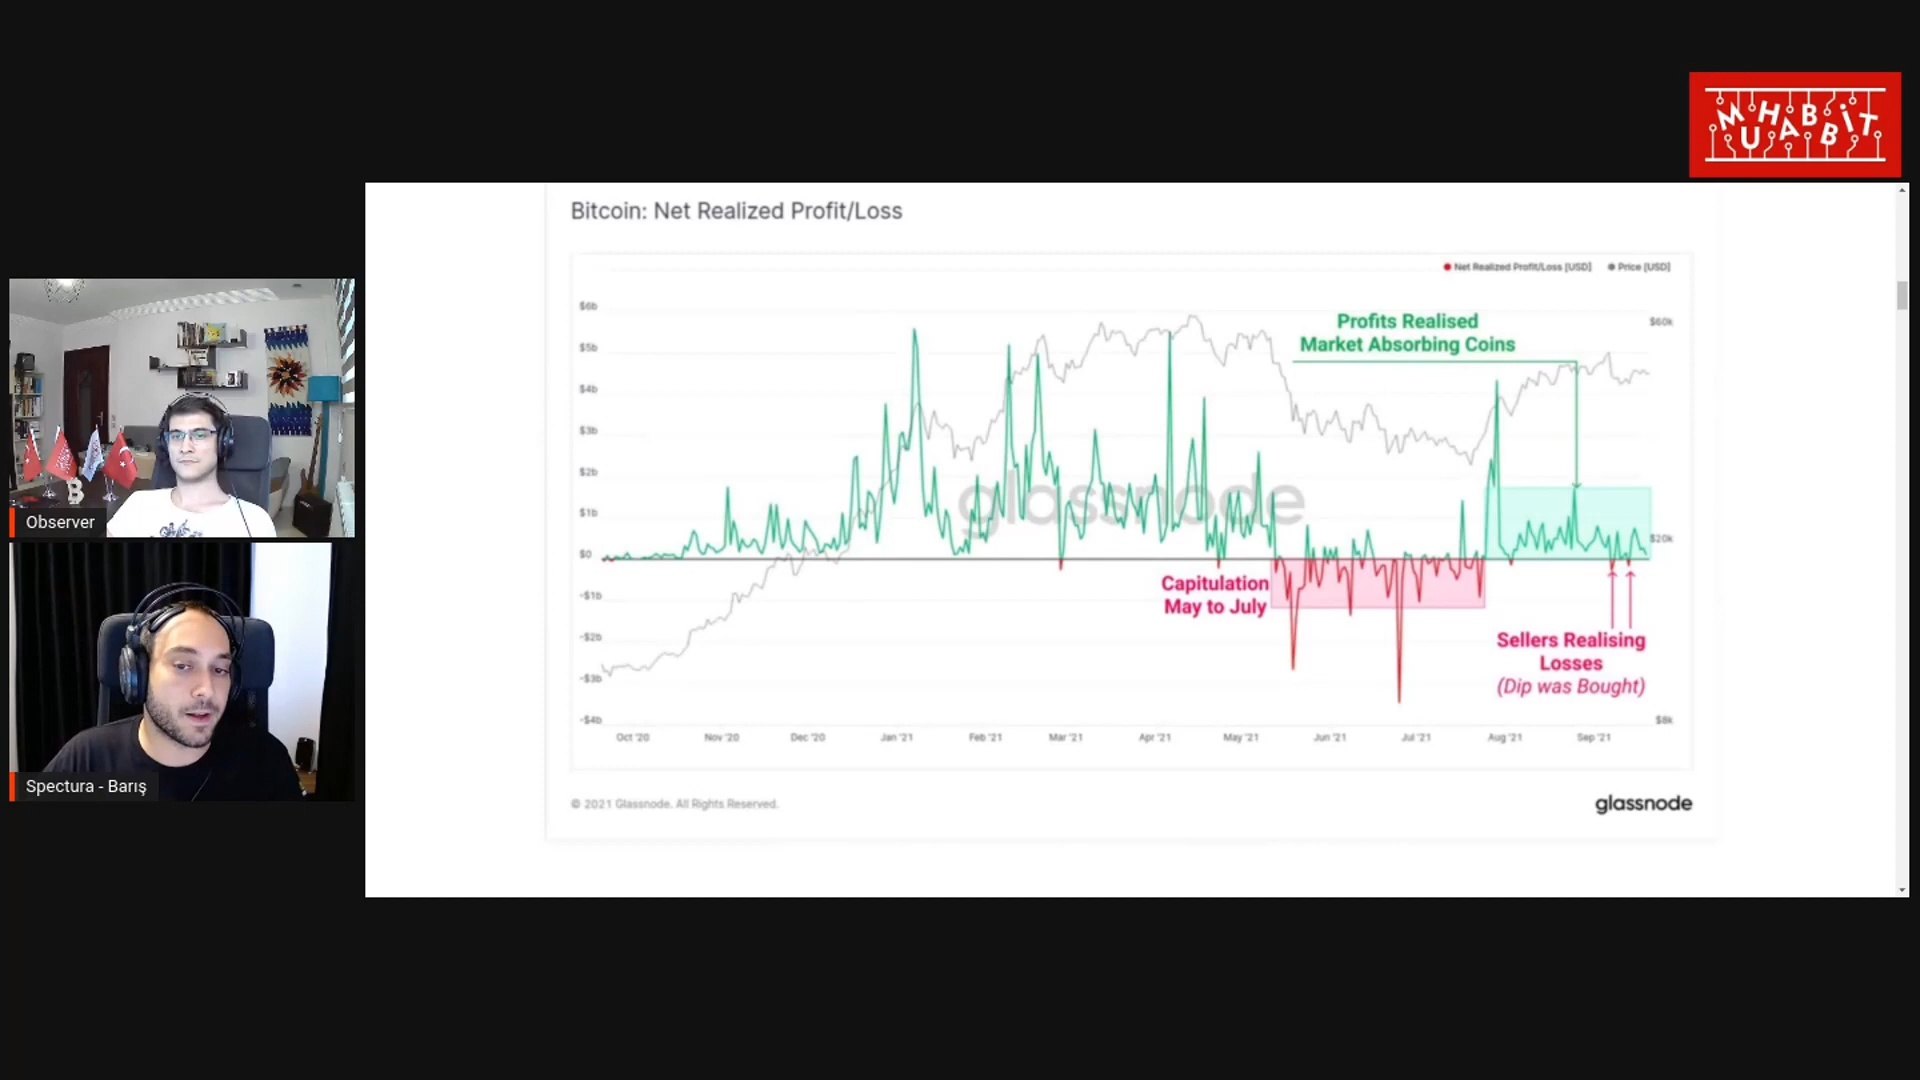 MUHABBİT
Bitcoin: Net Realized Profit/Loss
Net Realized Profit/Loss [USD] Price [USD]
$6b
$5b
$4b
$3b
$2b
$1b
$0
-$1b
-$2b
-$3b
-$4b
$60k
$20k
$8k
Profits Realised
Market Absorbing Coins
glassnode
Capitulation
May to July
Sellers Realising
Losses
(Dip was Bought)
Oct '20 Nov '20 Dec '20 Jan '21 Feb '21 Mar '21 Apr '21 May '21 Jun '21 Jul '21 Aug '21 Sep '21
© 2021 Glassnode. All Rights Reserved.
glassnode
Observer
Spectura - Barış